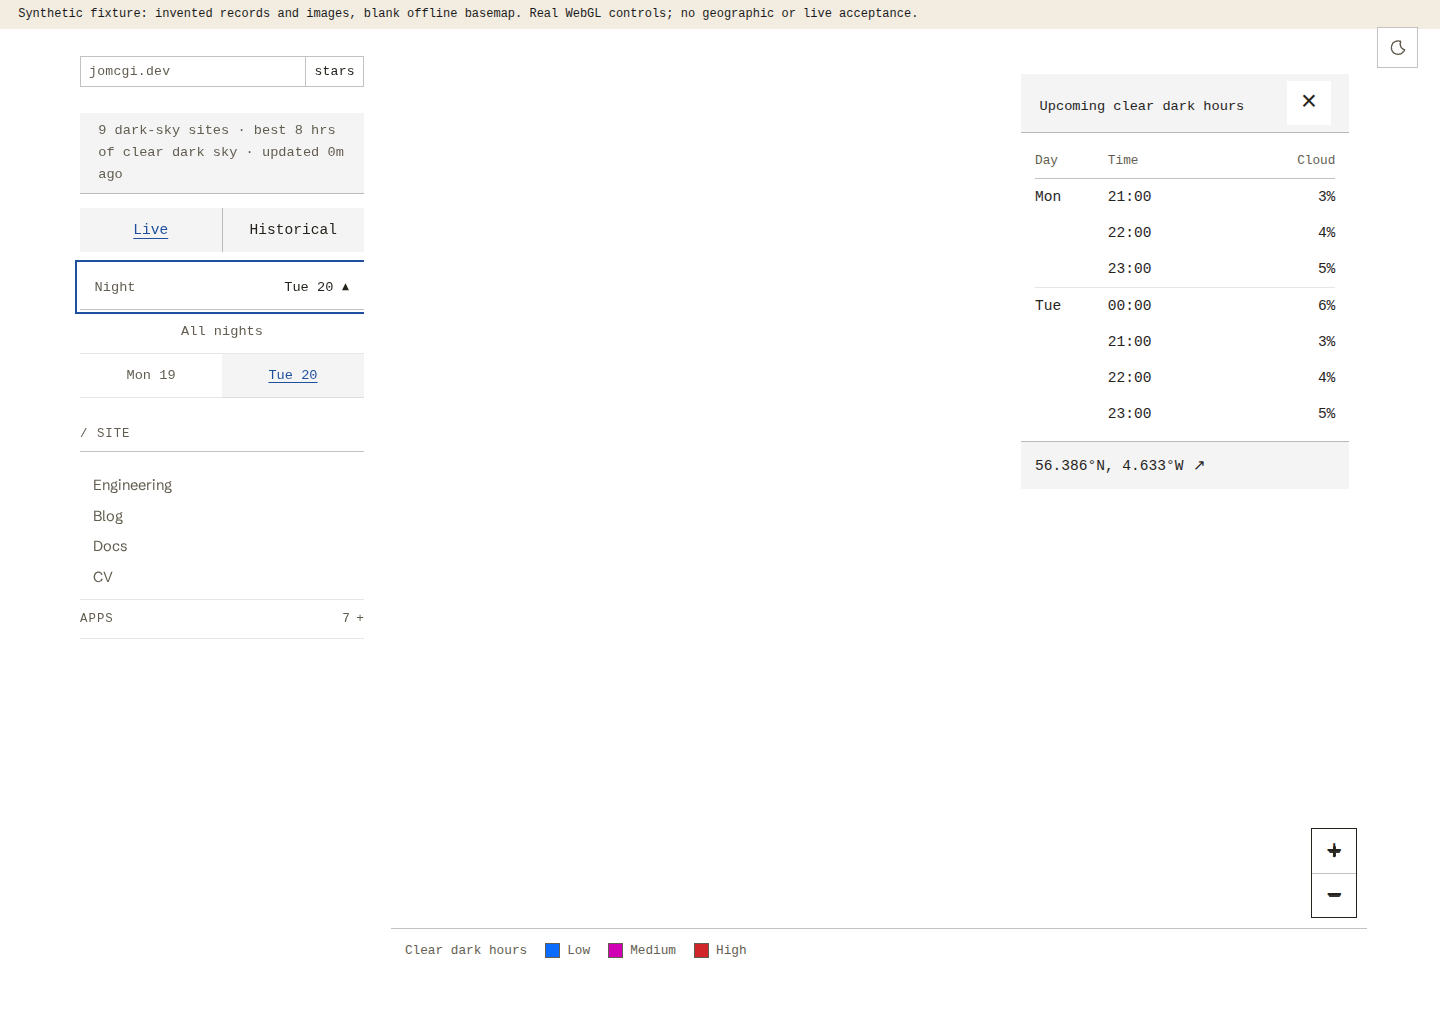 Synthetic fixture: invented records and images, blank offline basemap. Real WebGL controls; no geographic or live acceptance.
jomcgi.dev stars
9 dark-sky sites · best 8 hrs
of clear dark sky · updated 0m
ago
Live Historical
Night Tue 20 ▲
All nights
Mon 19 Tue 20
/ SITE
Engineering
Blog
Docs
CV
APPS 7 +
Upcoming clear dark hours ✕
Day Time Cloud
Mon 21:00 3%
22:00 4%
23:00 5%
Tue 00:00 6%
21:00 3%
22:00 4%
23:00 5%
56.386°N, 4.633°W ↗
+
−
Clear dark hours Low Medium High